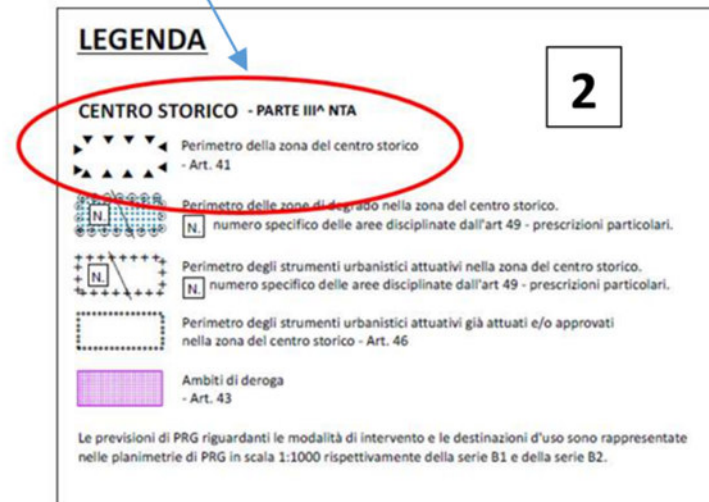 LEGENDA
2
CENTRO STORICO - PARTE III^ NTA
Perimetro della zona del centro storico
- Art. 41
Perimetro delle zone di degrado nella zona del centro storico.
N.
N. numero specifico delle aree disciplinate dall'art 49 - prescrizioni particolari.
Perimetro degli strumenti urbanistici attuativi nella zona del centro storico.
N.
N. numero specifico delle aree disciplinate dall'art 49 - prescrizioni particolari.
Perimetro degli strumenti urbanistici attuativi già attuati e/o approvati
nella zona del centro storico - Art. 46
Ambiti di deroga
- Art. 43
Le previsioni di PRG riguardanti le modalità di intervento e le destinazioni d'uso sono rappresentate
nelle planimetrie di PRG in scala 1:1000 rispettivamente della serie B1 e della serie B2.